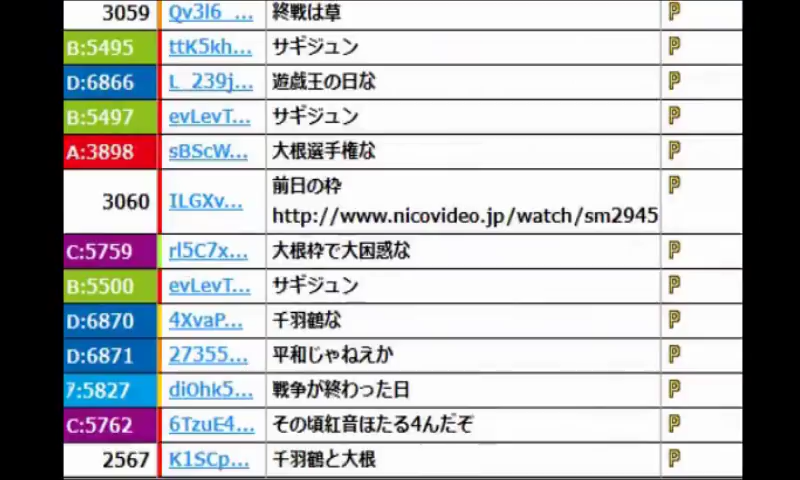 3059 Qv3l6 ... 終戦は草 P
B:5495 ttK5kh... サギジュン P
D:6866 L_239j... 遊戯王の日な P
B:5497 evLevT... サギジュン P
A:3898 sBScW... 大根選手権な P
3060 ILGXv... 前日の枠 P
http://www.nicovideo.jp/watch/sm2945
C:5759 rl5C7x... 大根枠で大困惑な P
B:5500 evLevT... サギジュン P
D:6870 4XvaP... 千羽鶴な P
D:6871 27355... 平和じゃねえか P
7:5827 diOhk5... 戦争が終わった日 P
C:5762 6TzuE4... その頃紅音ほたる4んだぞ P
2567 K1SCp... 千羽鶴と大根 P